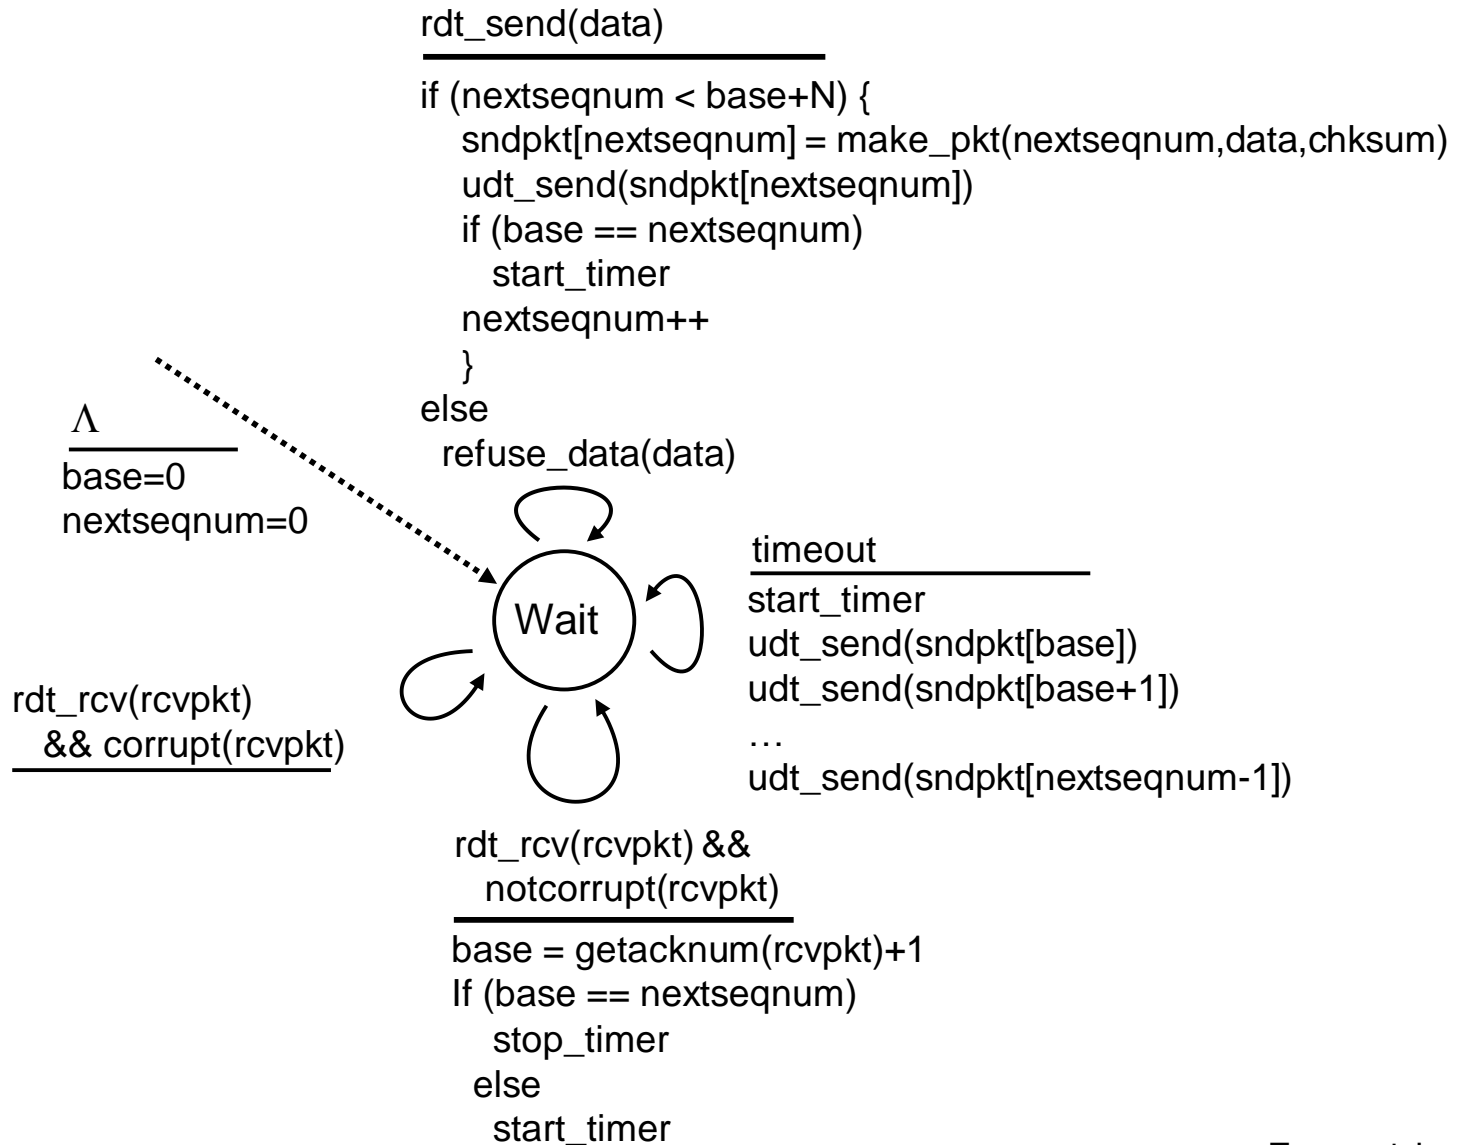 rdt_send(data)
if (nextseqnum < base+N) {
sndpkt[nextseqnum] = make_pkt(nextseqnum,data,chksum)
udt_send(sndpkt[nextseqnum])
if (base == nextseqnum)
start_timer
nextseqnum++
}
else
refuse_data(data)
Λ
base=0
nextseqnum=0
Wait
timeout
start_timer
udt_send(sndpkt[base])
udt_send(sndpkt[base+1])
…
udt_send(sndpkt[nextseqnum-1])
rdt_rcv(rcvpkt)
&& corrupt(rcvpkt)
rdt_rcv(rcvpkt) &&
notcorrupt(rcvpkt)
base = getacknum(rcvpkt)+1
If (base == nextseqnum)
stop_timer
else
start_timer